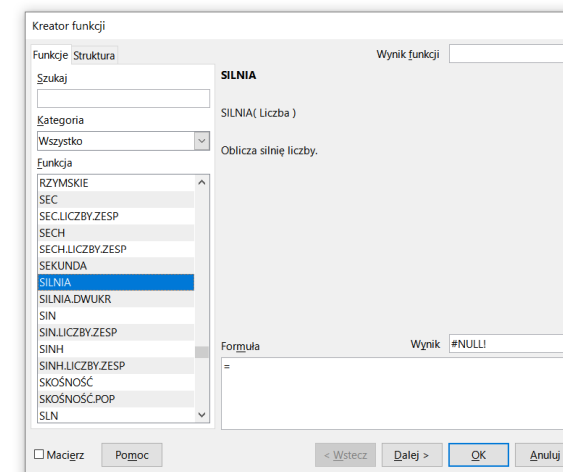 Kreator funkcji
Funkcje Struktura
Wynik funkcji
Szukaj
SILNIA
SILNIA( Liczba )
Kategoria
Wszystko
Oblicza silnię liczby.
Funkcja
RZYMSKIE
SEC
SEC.LICZBY.ZESP
SECH
SECH.LICZBY.ZESP
SEKUNDA
SILNIA
SILNIA.DWUKR
SIN
SIN.LICZBY.ZESP
SINH
SINH.LICZBY.ZESP
SKOŚNOŚĆ
SKOŚNOŚĆ.POP
SLN
Formuła
Wynik #NULL!
=
Macierz Pomoc < Wstecz Dalej > OK Anuluj